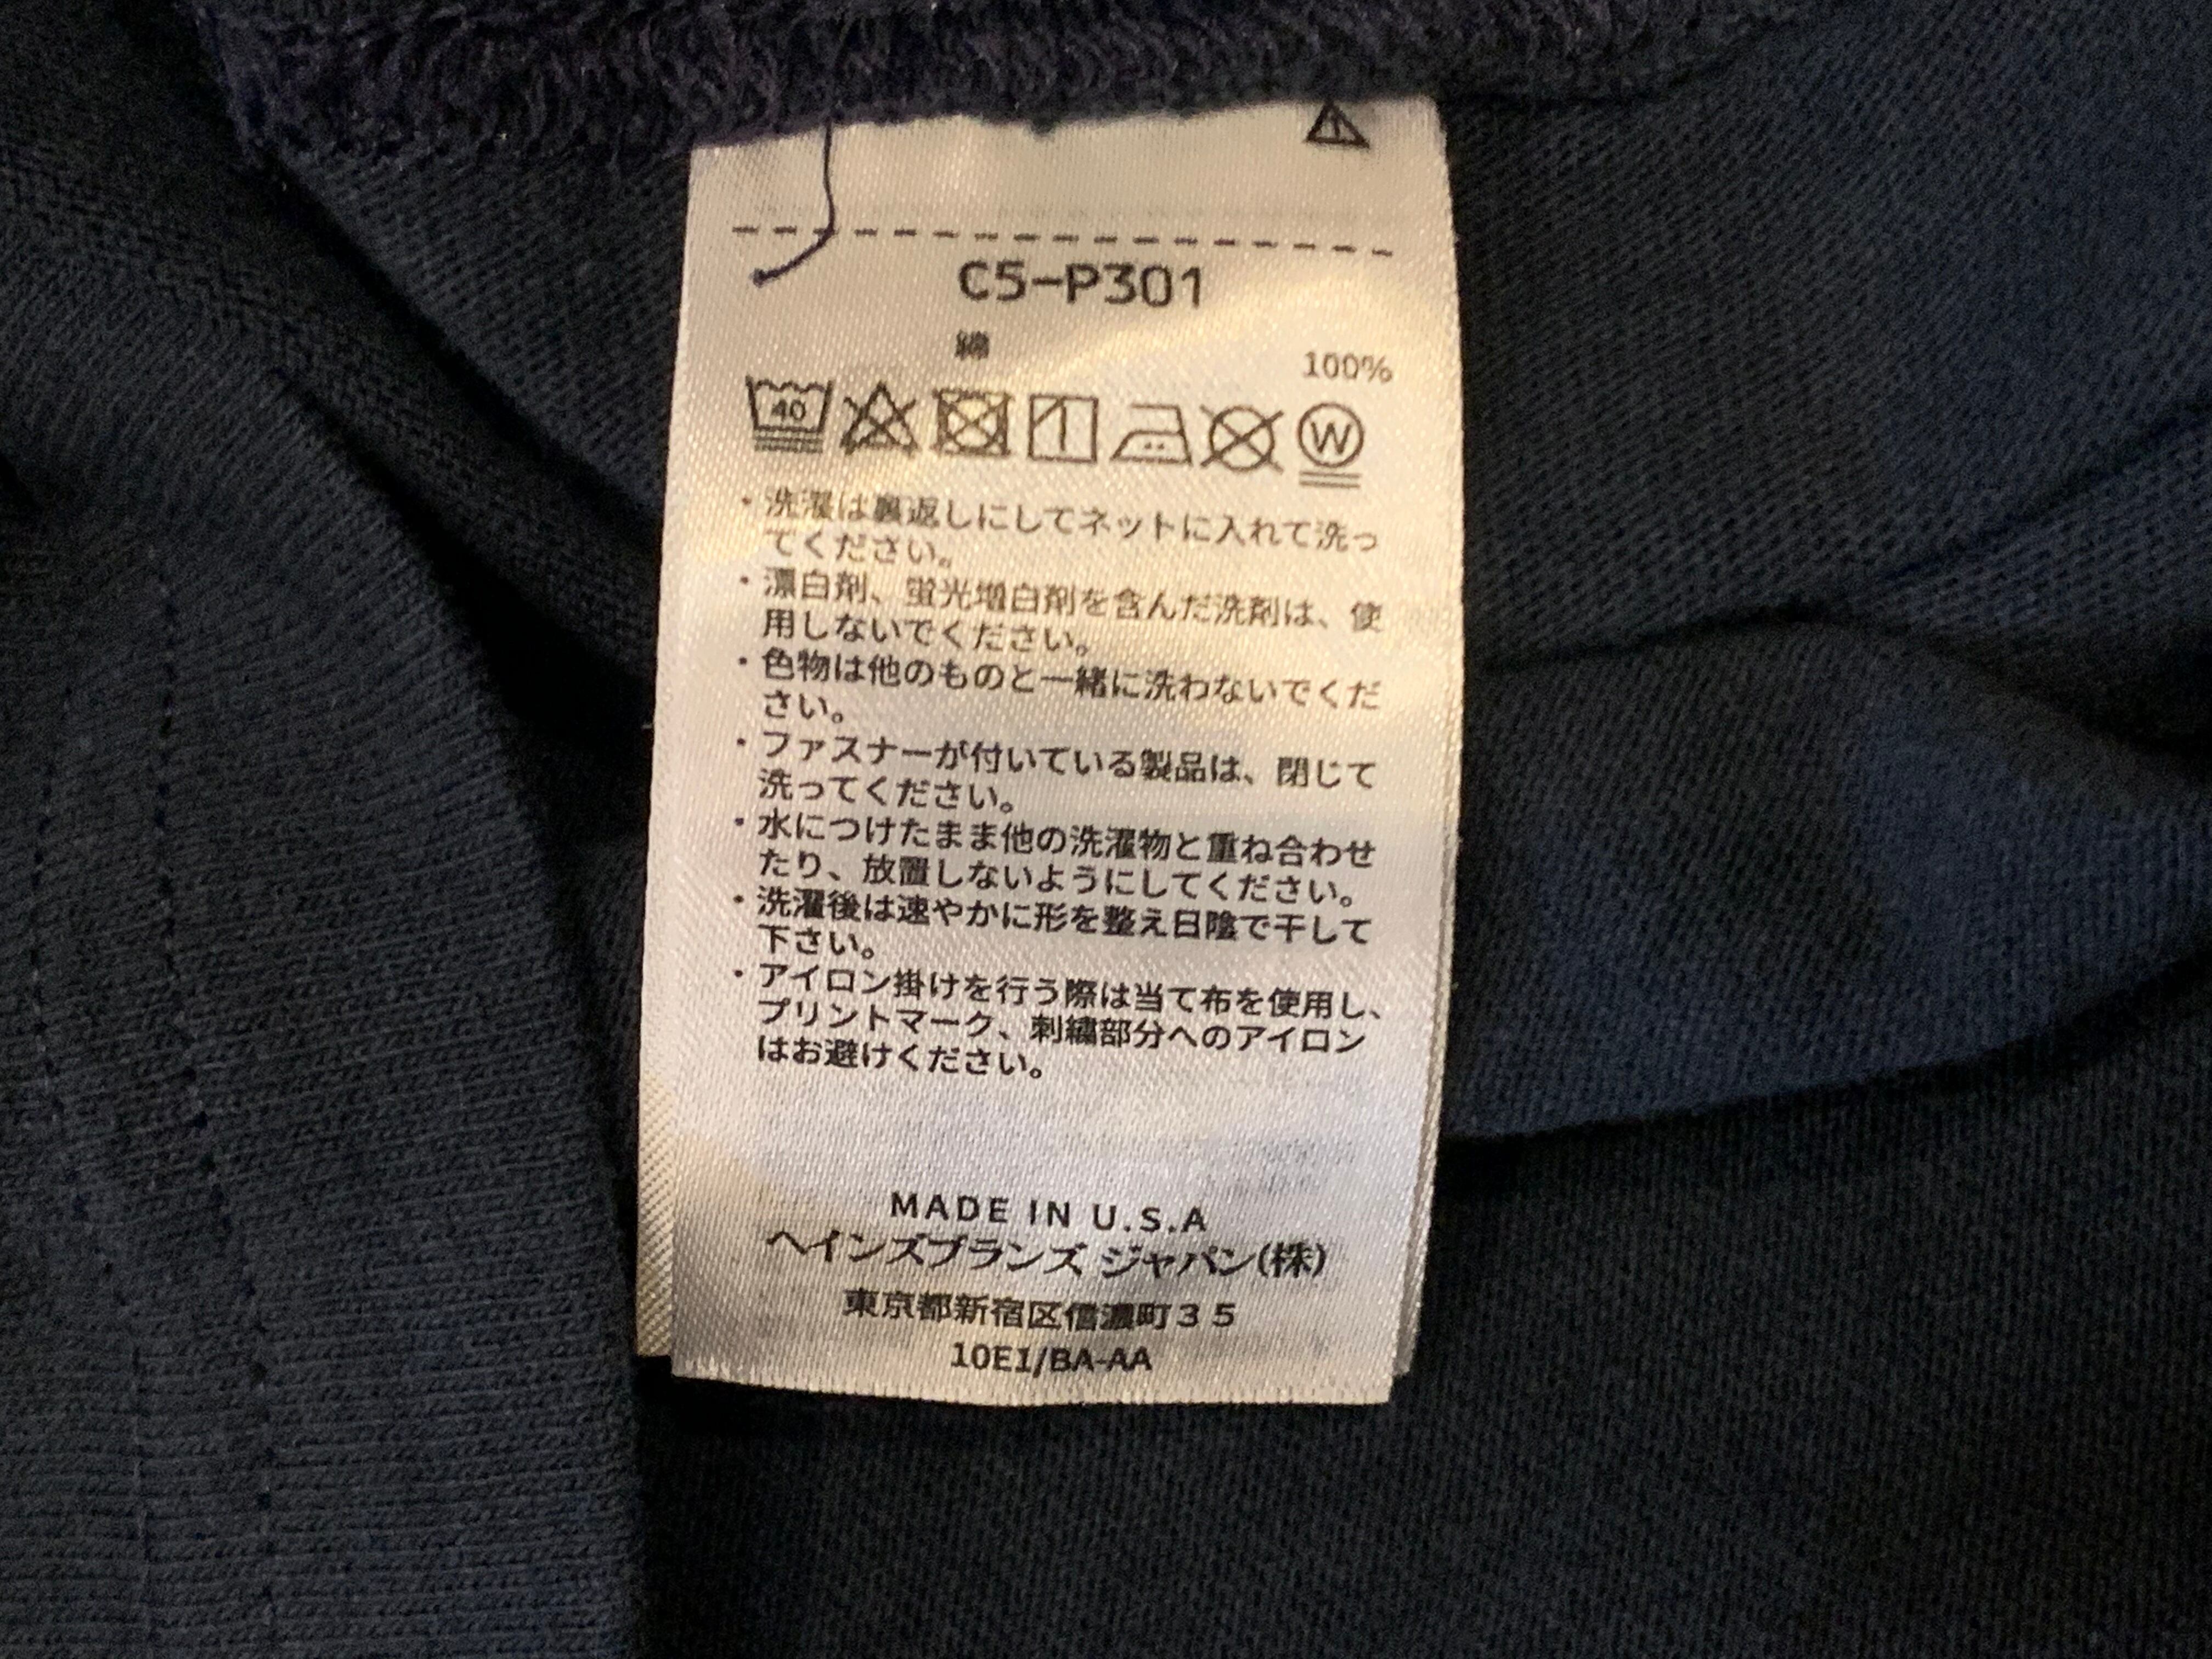 C5-P301
綿 100%
40
W
・洗濯は裏返しにしてネットに入れて洗っ
てください。
・漂白剤、蛍光増白剤を含んだ洗剤は、使
用しないでください。
・色物は他のものと一緒に洗わないでくだ
さい。
・ファスナーが付いている製品は、閉じて
洗ってください。
・水につけたまま他の洗濯物と重ね合わせ
たり、放置しないようにしてください。
・洗濯後は速やかに形を整え日陰で干して
下さい。
・アイロン掛けを行う際は当て布を使用し、
プリントマーク、刺繍部分へのアイロン
はお避けください。
MADE IN U.S.A
ヘインズブランズ ジャパン(株)
東京都新宿区信濃町35
10E1/BA-AA